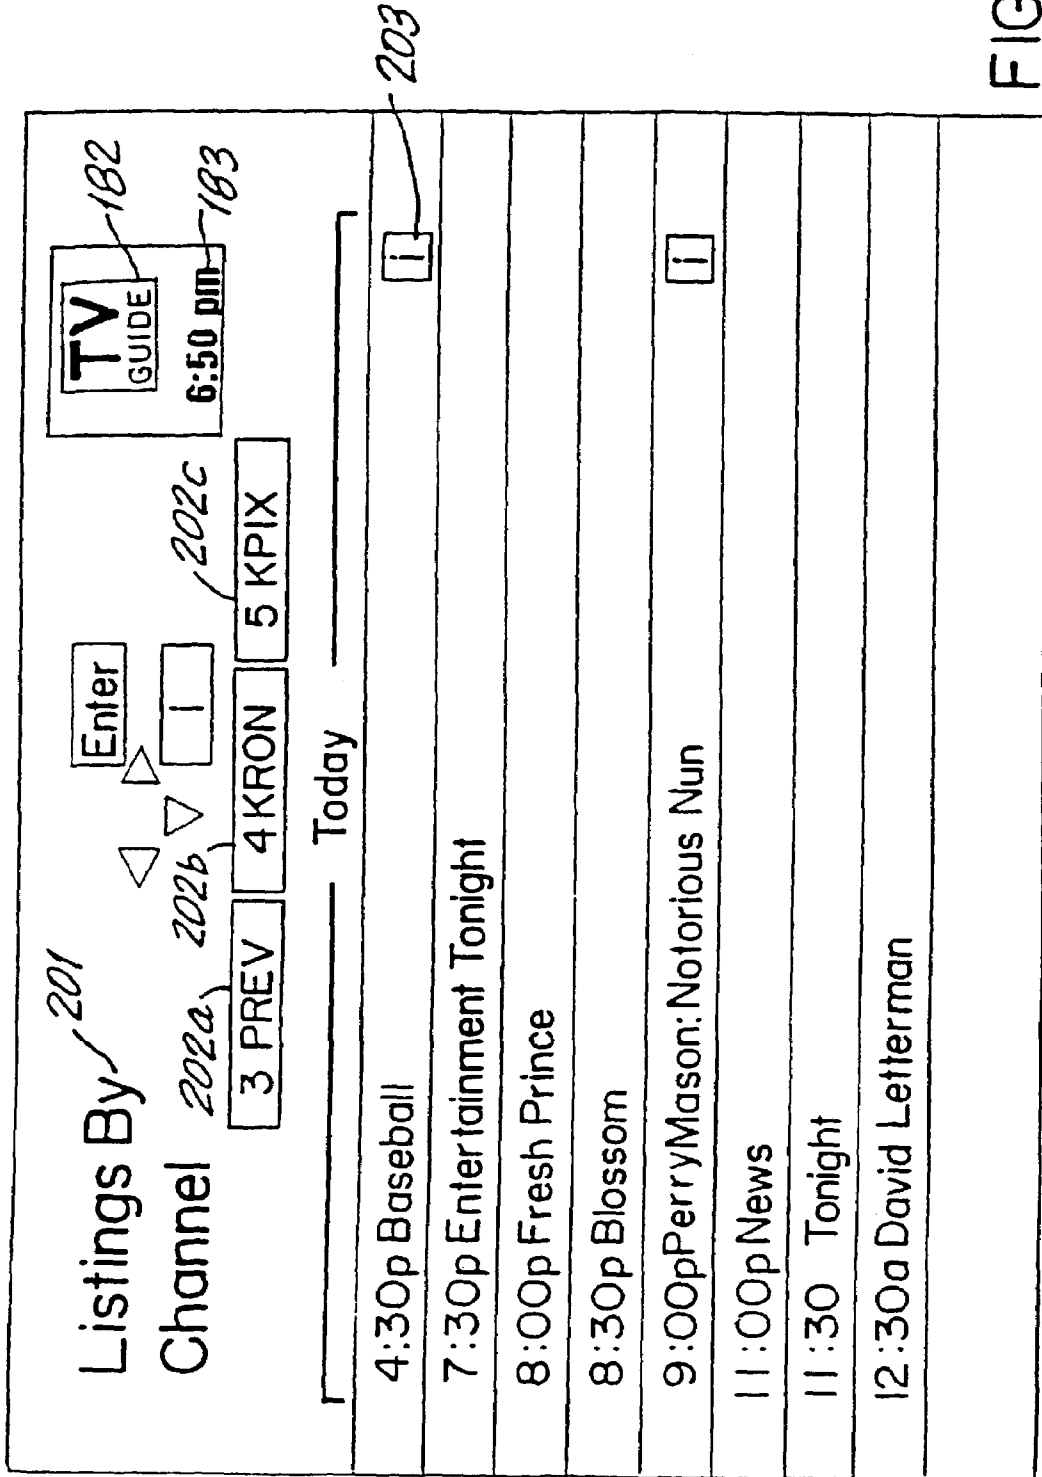 Listings By 201
Channel
Enter
i
TV
GUIDE
6:50 pm
182
183
202a 202b 202c
3 PREV 4 KRON 5 KPIX
Today
4:30p Baseball i 203
7:30p Entertainment Tonight
8:00p Fresh Prince
8:30p Blossom
9:00p Perry Mason: Notorious Nun i
11:00p News
11:30 Tonight
12:30a David Letterman
FIG